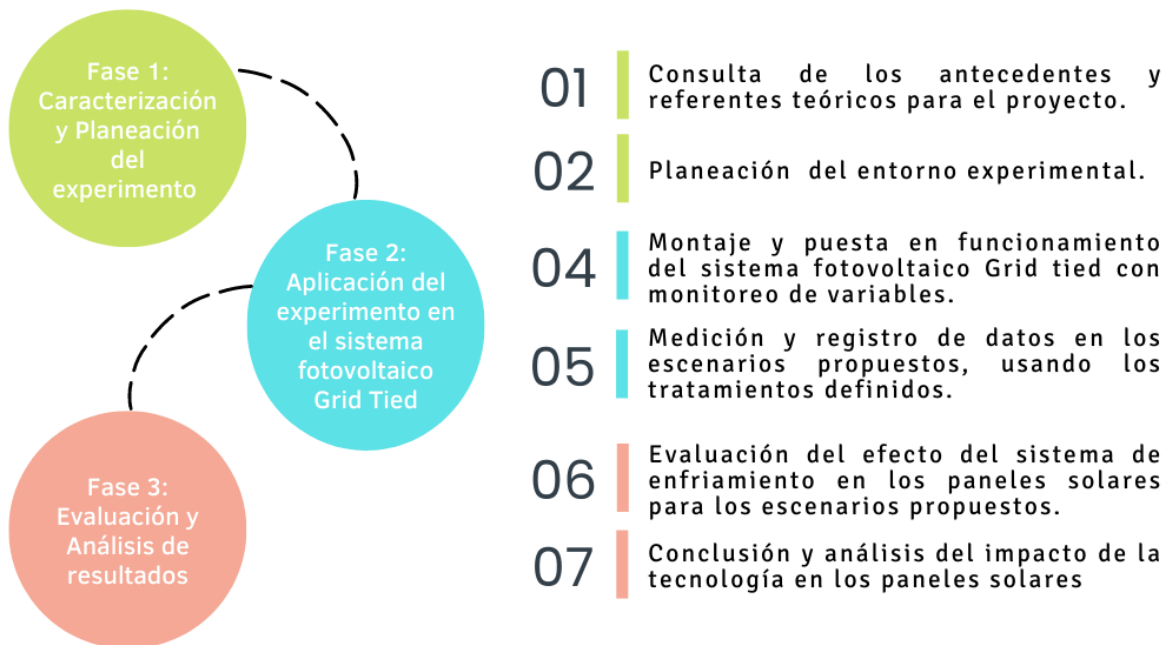 Fase 1:
Caracterización
y Planeación
del
experimento
Fase 2:
Aplicación del
experimento en
el sistema
fotovoltaico
Grid Tied
Fase 3:
Evaluación y
Análisis de
resultados
01
Consulta de los antecedentes y
referentes teóricos para el proyecto.
02
Planeación del entorno experimental.
04
Montaje y puesta en funcionamiento
del sistema fotovoltaico Grid tied con
monitoreo de variables.
05
Medición y registro de datos en los
escenarios propuestos, usando los
tratamientos definidos.
06
Evaluación del efecto del sistema de
enfriamiento en los paneles solares
para los escenarios propuestos.
07
Conclusión y análisis del impacto de la
tecnología en los paneles solares